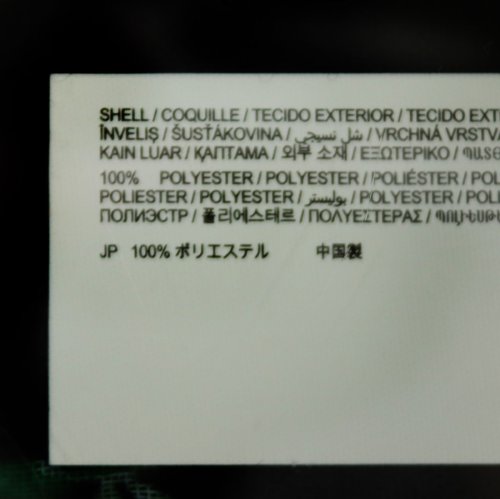 SHELL / COQUILLE / TECIDO EXTERIOR / TECIDO EXT
ÎNVELIȘ / ŠUSŤÁKOVINA / شل نسيجي / VRCHNÁ VRSTV
KAIN LUAR / ҚАПТАМА / 외부 소재 / ΕΞΩΤΕΡΙΚΟ /
100% POLYESTER / POLYESTER / POLIÉSTER / POL
POLIESTER / POLYESTER / بوليستر / POLYESTER / POL
ПОЛИЭСТР / 폴리에스테르 / ΠΟΛΥΕΣΤΕΡΑΣ /
JP 100% ポリエステル 中国製